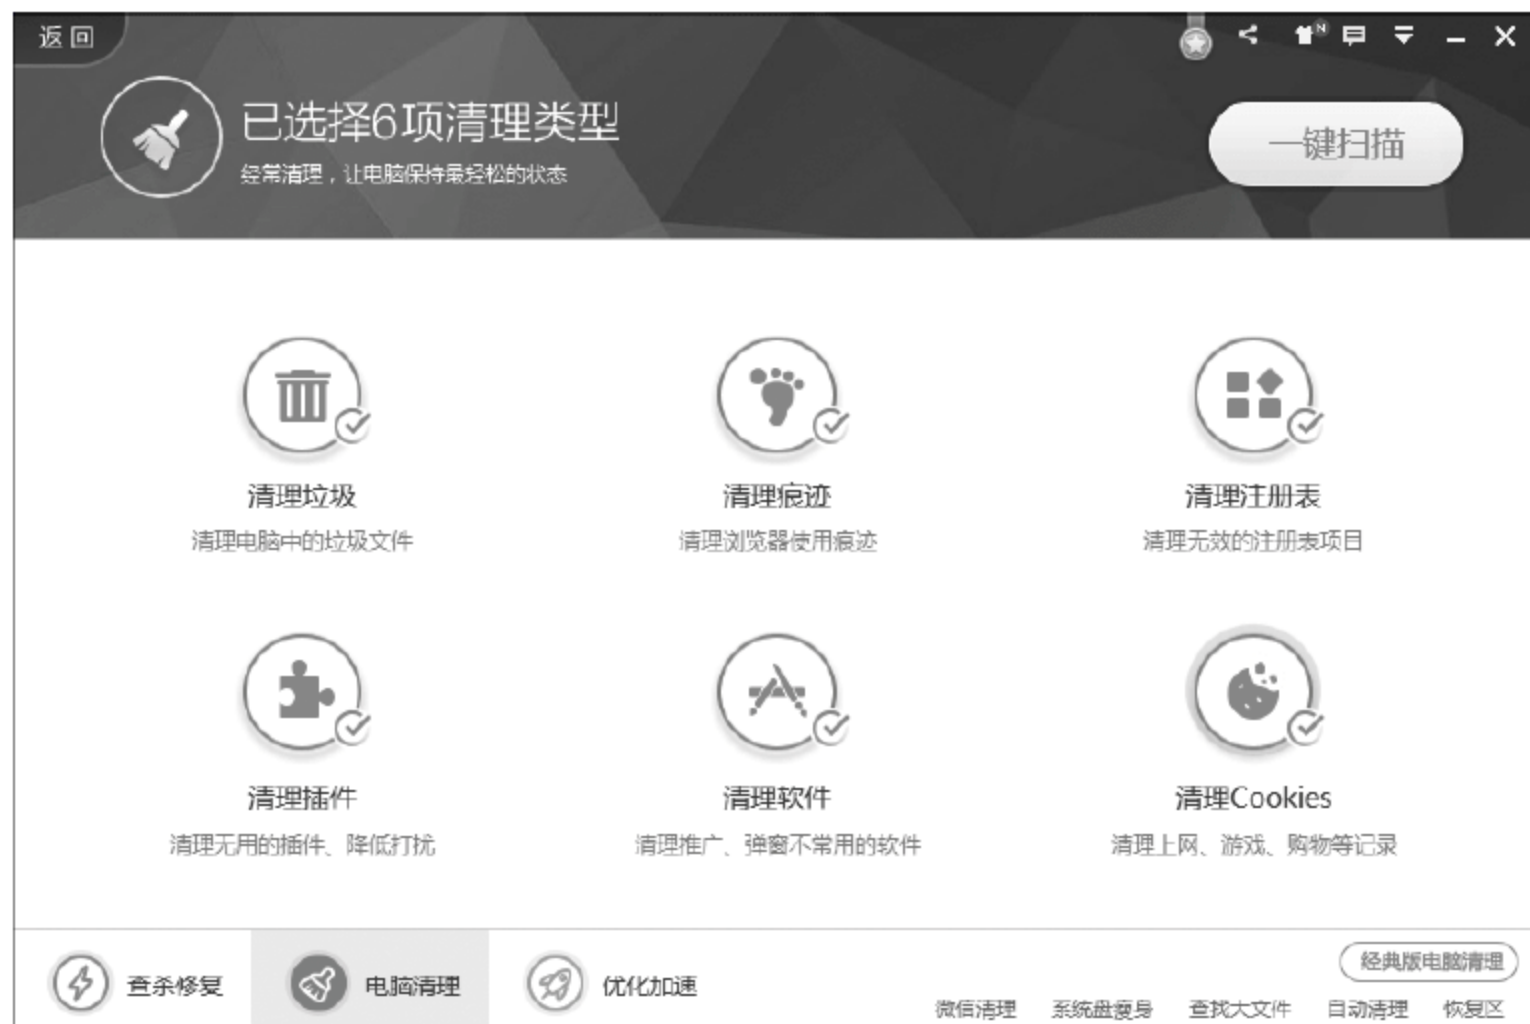 返回
N
已选择6项清理类型
经常清理，让电脑保持最轻松的状态
一键扫描
清理垃圾
清理痕迹
清理注册表
清理电脑中的垃圾文件
清理浏览器使用痕迹
清理无效的注册表项目
清理插件
清理软件
清理Cookies
清理无用的插件、降低打扰
清理推广、弹窗不常用的软件
清理上网、游戏、购物等记录
查杀修复
电脑清理
优化加速
经典版电脑清理
微信清理
系统盘瘦身
查找大文件
自动清理
恢复区